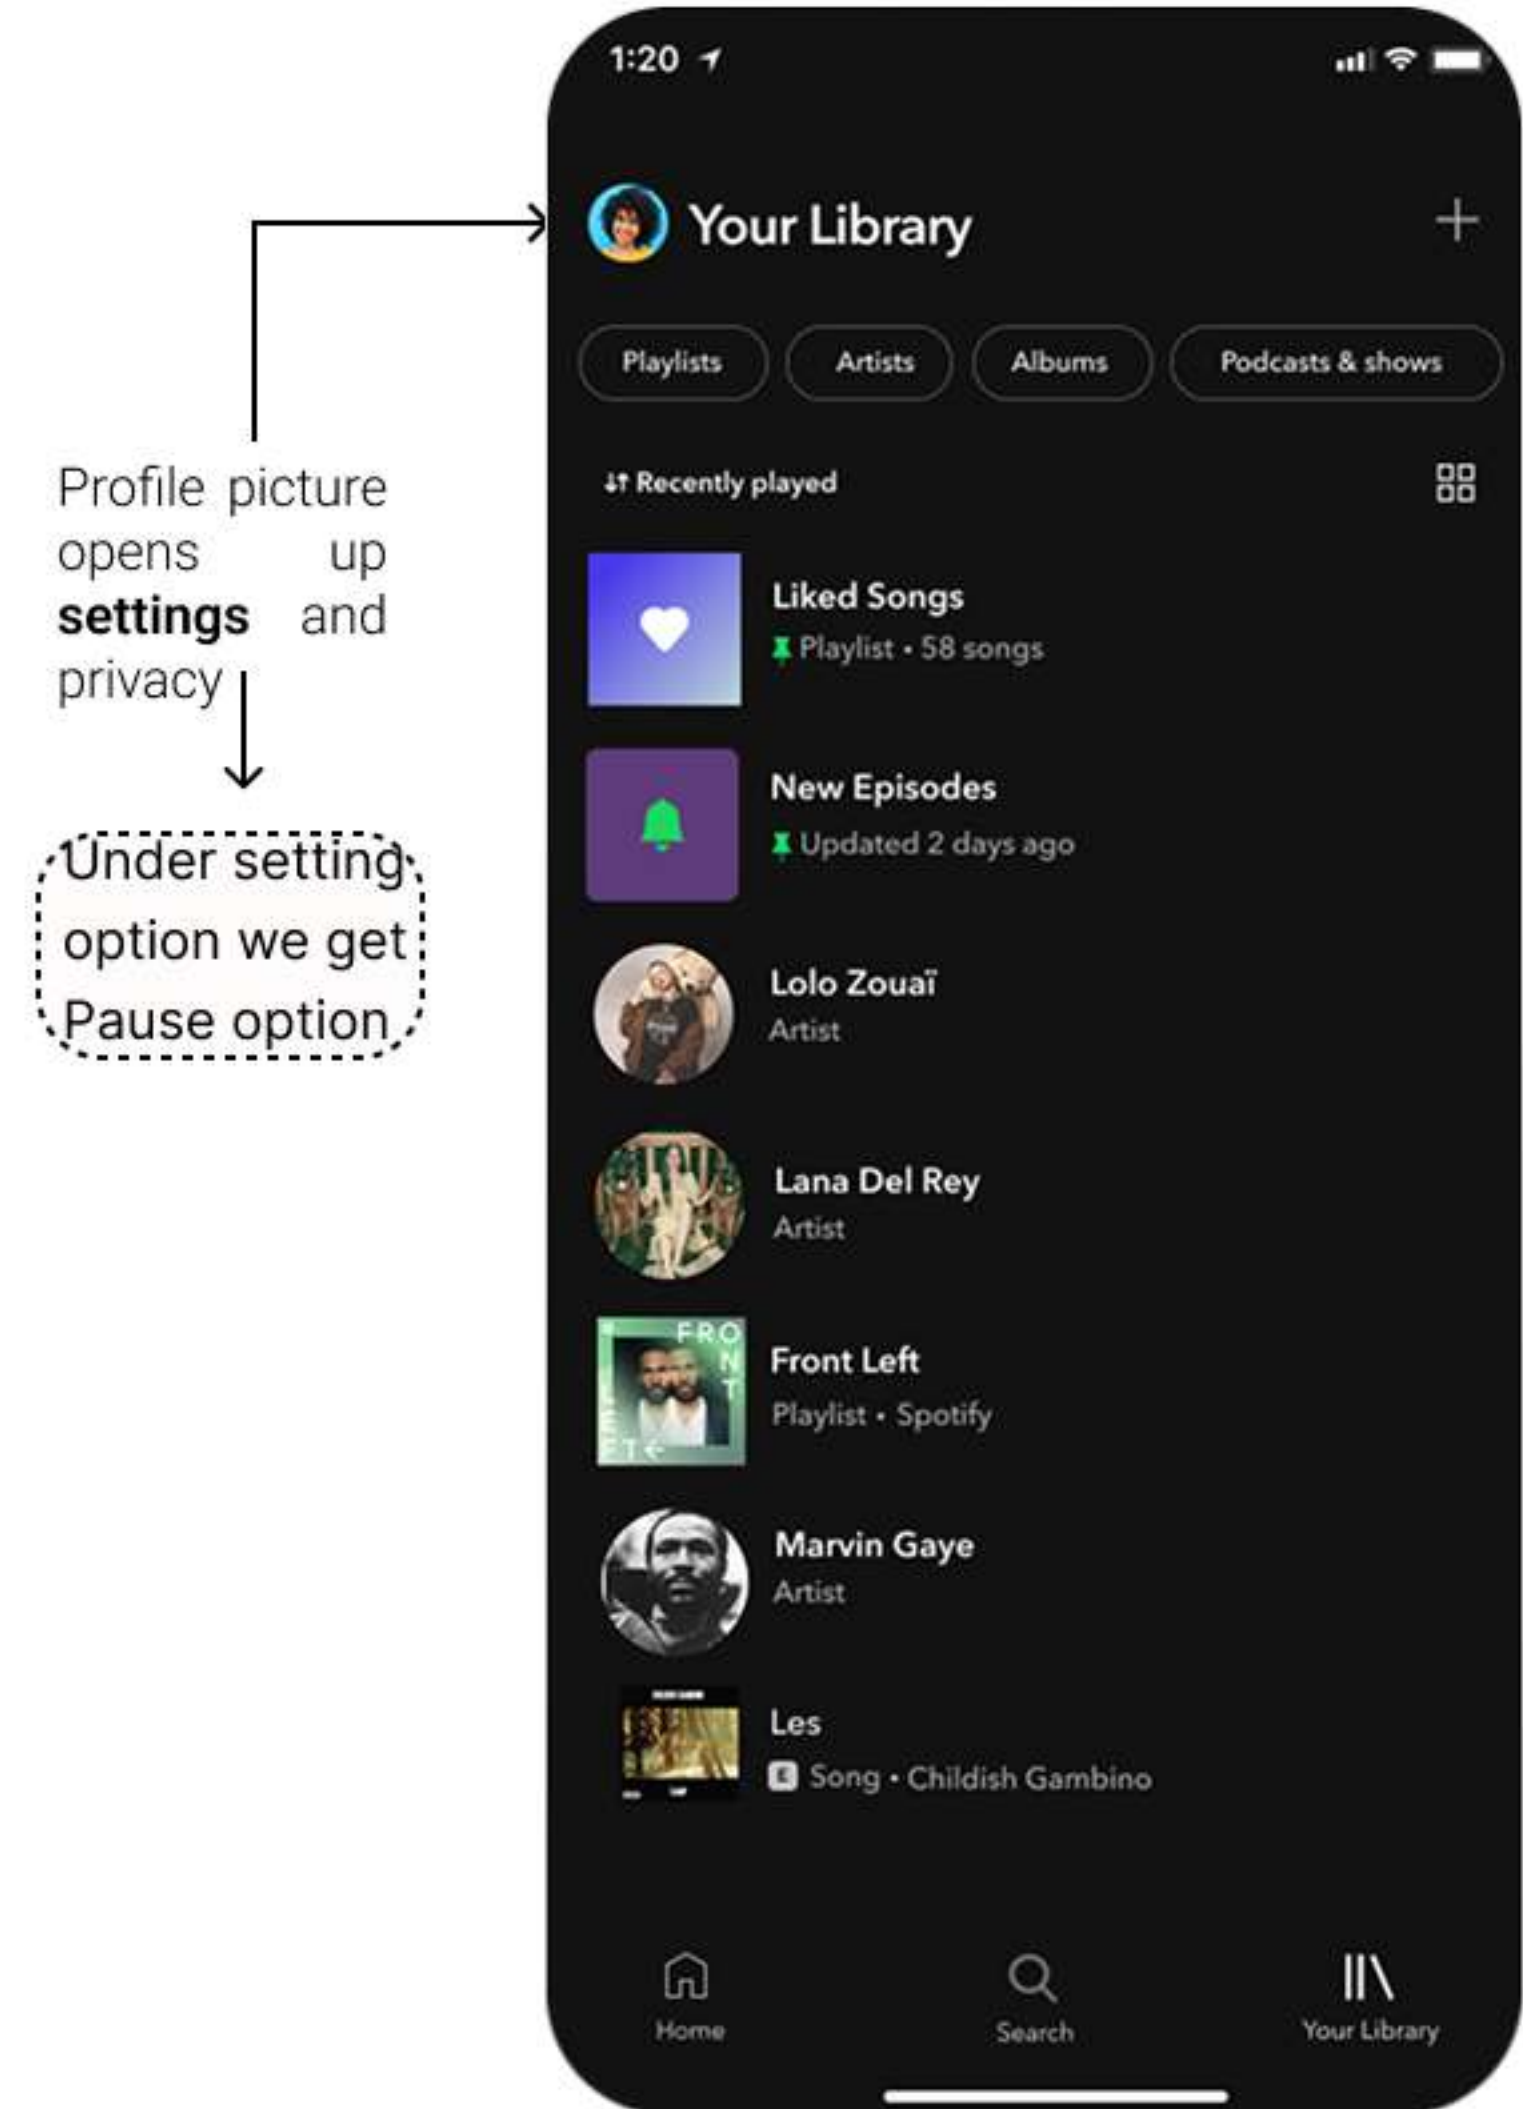 1:20
Your Library
Playlists
Artists
Albums
Podcasts & shows
Recently played
Profile picture
opens up
settings and
privacy
Liked Songs
Playlist • 58 songs
New Episodes
Updated 2 days ago
Under setting
option we get
Pause option
Lolo Zouaï
Artist
Lana Del Rey
Artist
FRO
N
T
T←
Front Left
Playlist • Spotify
Marvin Gaye
Artist
Les
E Song • Childish Gambino
Home
Search
Your Library